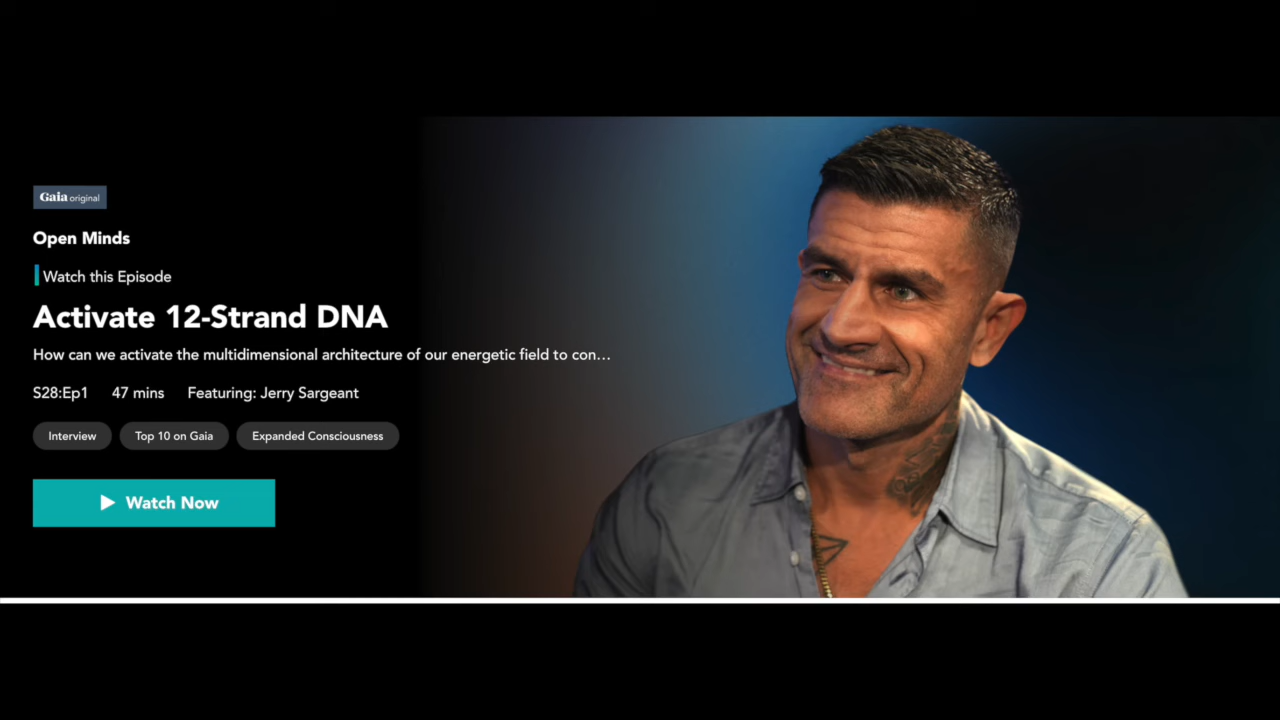 Gaia original
Open Minds
Watch this Episode
Activate 12-Strand DNA
How can we activate the multidimensional architecture of our energetic field to con...
S28:Ep1 47 mins Featuring: Jerry Sargeant
Interview Top 10 on Gaia Expanded Consciousness
Watch Now